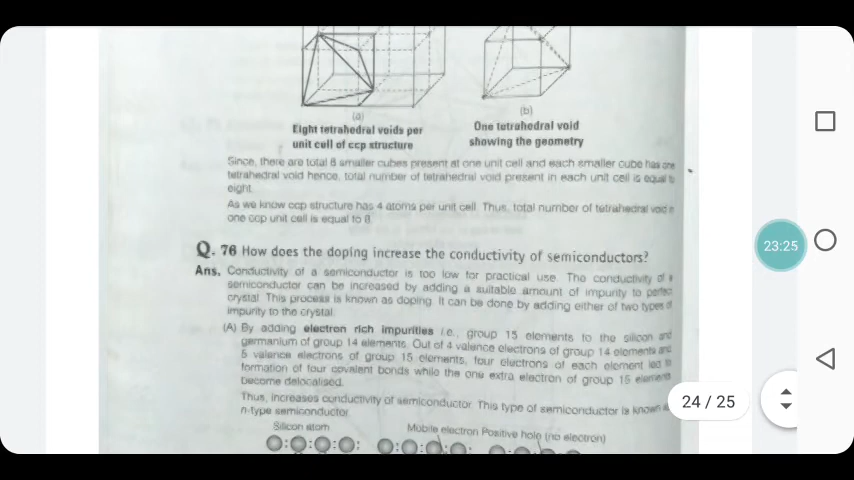 (a)
(b)
Eight tetrahedral voids per
unit cell of ccp structure
One tetrahedral void
showing the geometry
Since, there are total 8 smaller cubes present at one unit cell and each smaller cube has one
tetrahedral void hence, total number of tetrahedral void present in each unit cell is equal to
eight.
As we know ccp structure has 4 atoms per unit cell. Thus, total number of tetrahedral void in
one ccp unit cell is equal to 8.
Q. 76 How does the doping increase the conductivity of semiconductors?
Ans. Conductivity of a semiconductor is too low for practical use. The conductivity of a
semiconductor can be increased by adding a suitable amount of impurity to perfect
crystal. This process is known as doping. It can be done by adding either of two types of
impurity to the crystal.
(A) By adding electron rich impurities i.e., group 15 elements to the silicon and
germanium of group 14 elements. Out of 4 valence electrons of group 14 elements and
5 valence electrons of group 15 elements, four electrons of each element led to
formation of four covalent bonds while the one extra electron of group 15 elements
become delocalised.
Thus, increases conductivity of semiconductor. This type of semiconductor is known as
n-type semiconductor.
Silicon atom
Mobile electron Positive hole (no electron)
23:25
24 / 25